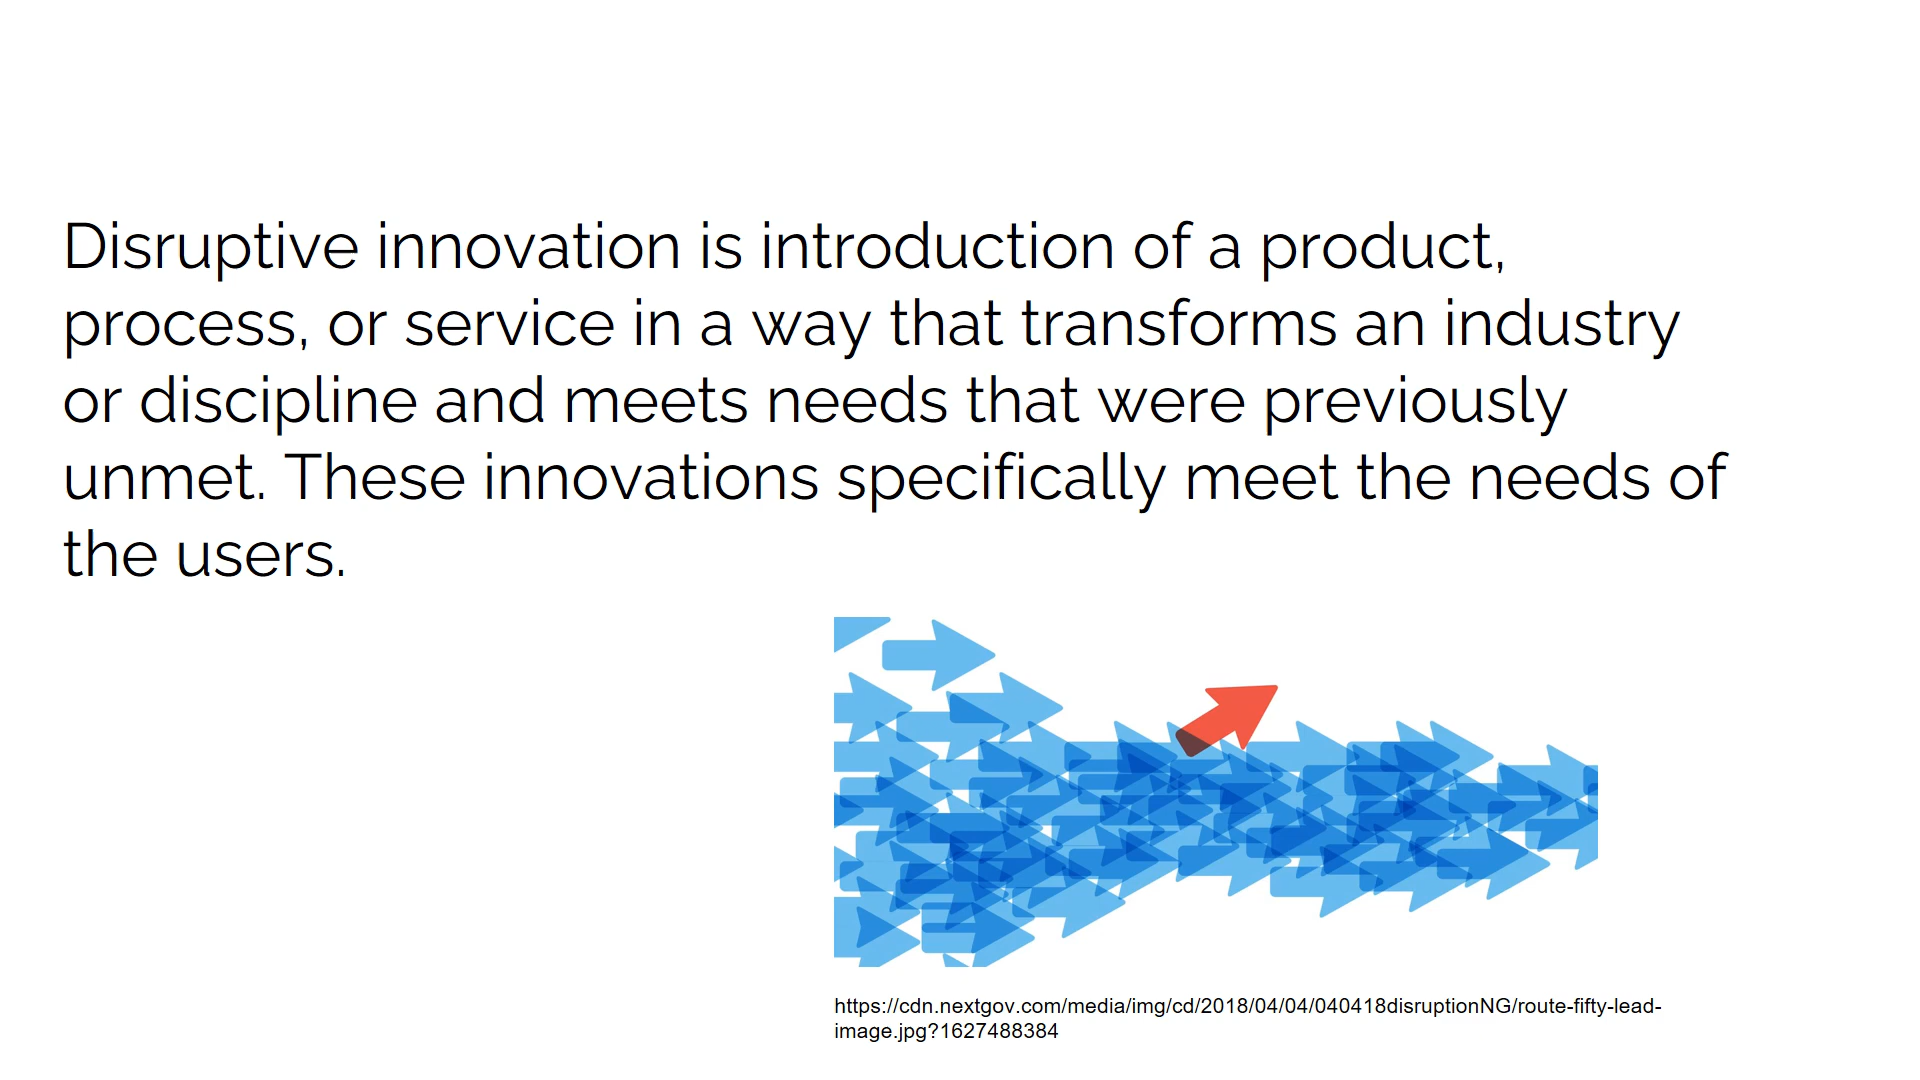 Disruptive innovation is introduction of a product,
process, or service in a way that transforms an industry
or discipline and meets needs that were previously
unmet. These innovations specifically meet the needs of
the users.
https://cdn.nextgov.com/media/img/cd/2018/04/04/040418disruptionNG/route-fifty-lead-
image.jpg?1627488384